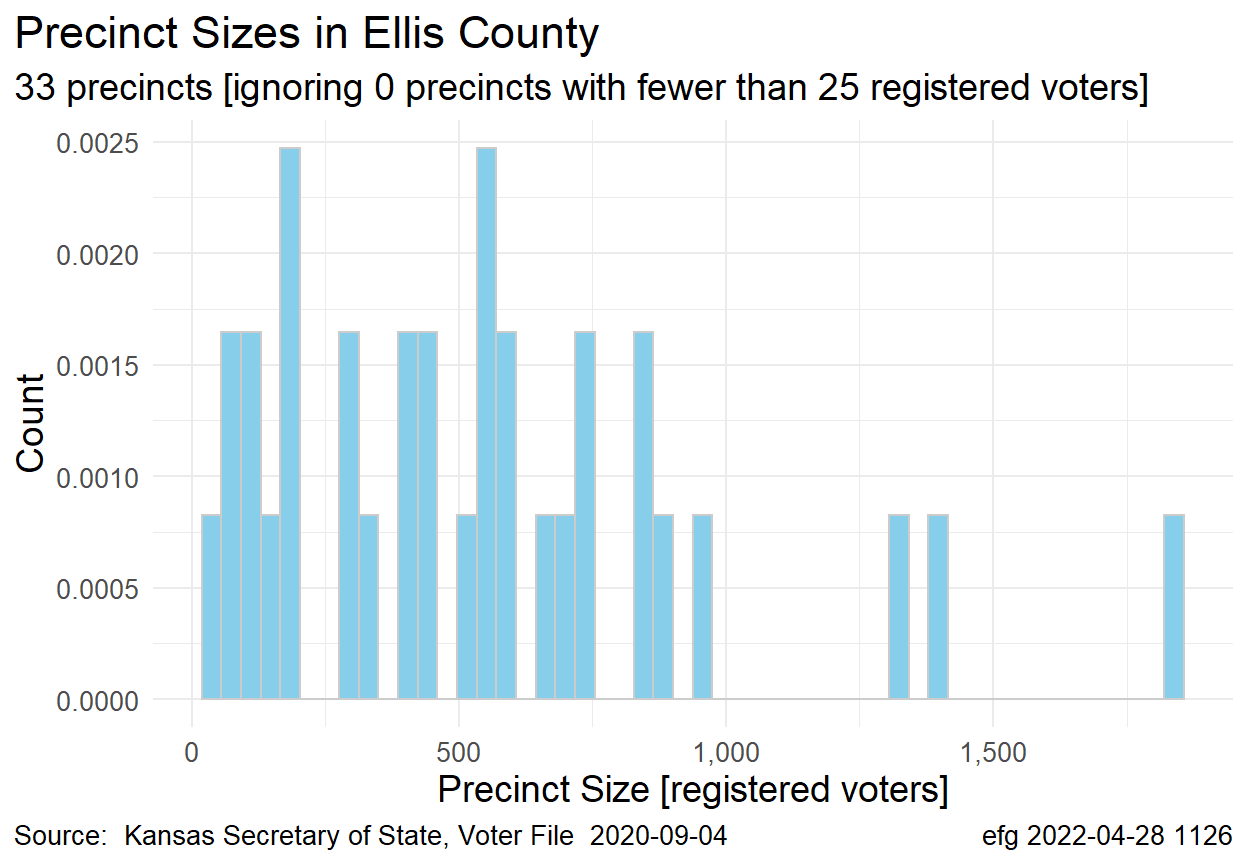 Precinct Sizes in Ellis County
33 precincts [ignoring 0 precincts with fewer than 25 registered voters]
0.0025
0.0020
0.0015
0.0010
0.0005
0.0000
Count
0 500 1,000 1,500
Precinct Size [registered voters]
Source:  Kansas Secretary of State, Voter File  2020-09-04 efg 2022-04-28 1126